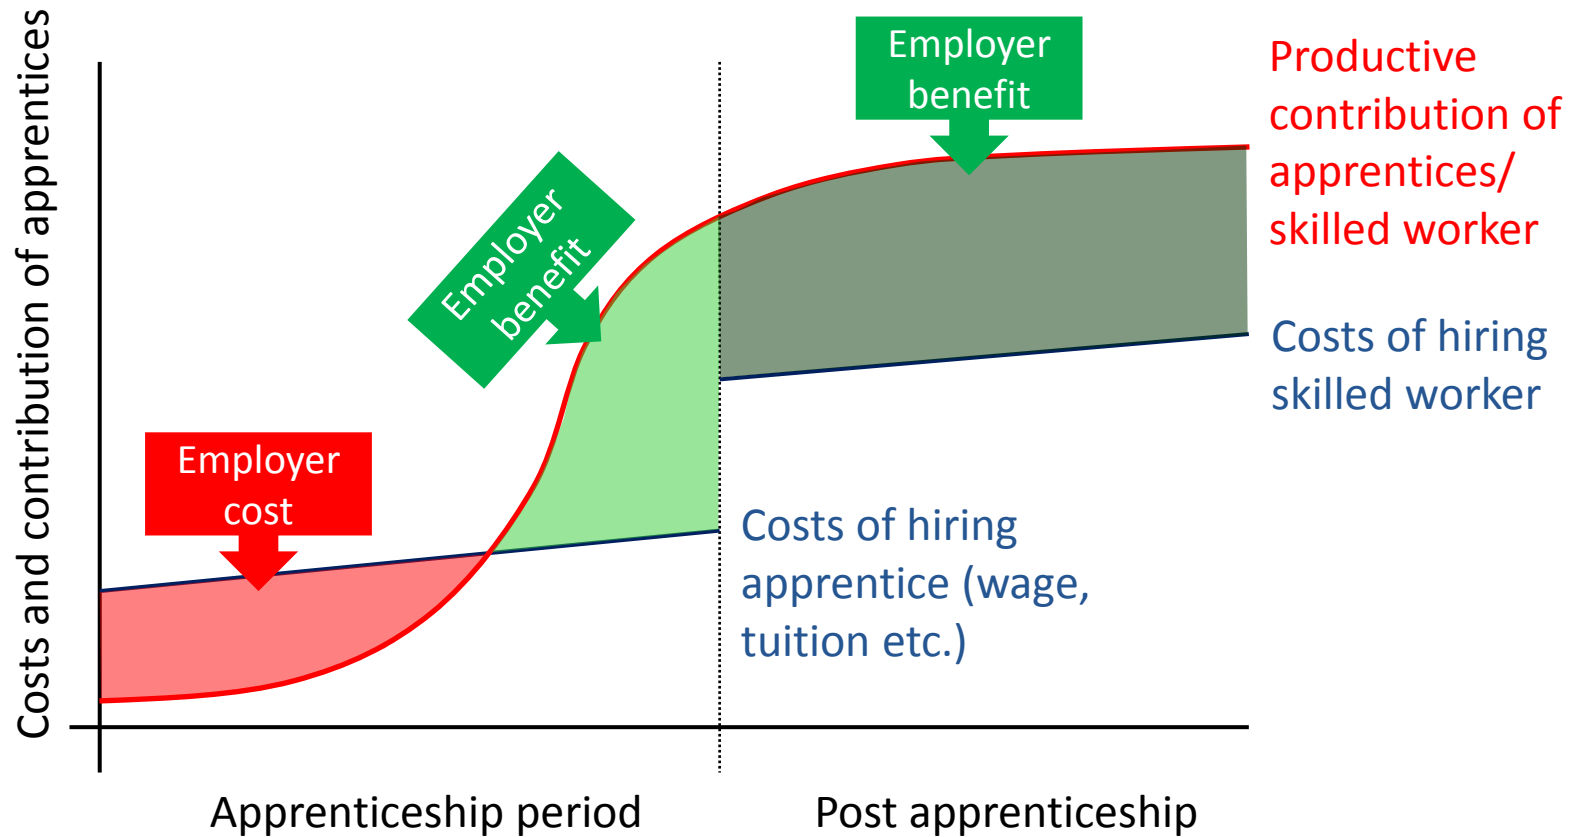 Costs and contribution of apprentices
Employer
cost
Employer
benefit
Employer
benefit
Productive
contribution of
apprentices/
skilled worker
Costs of hiring
skilled worker
Costs of hiring
apprentice (wage,
tuition etc.)
Apprenticeship period
Post apprenticeship